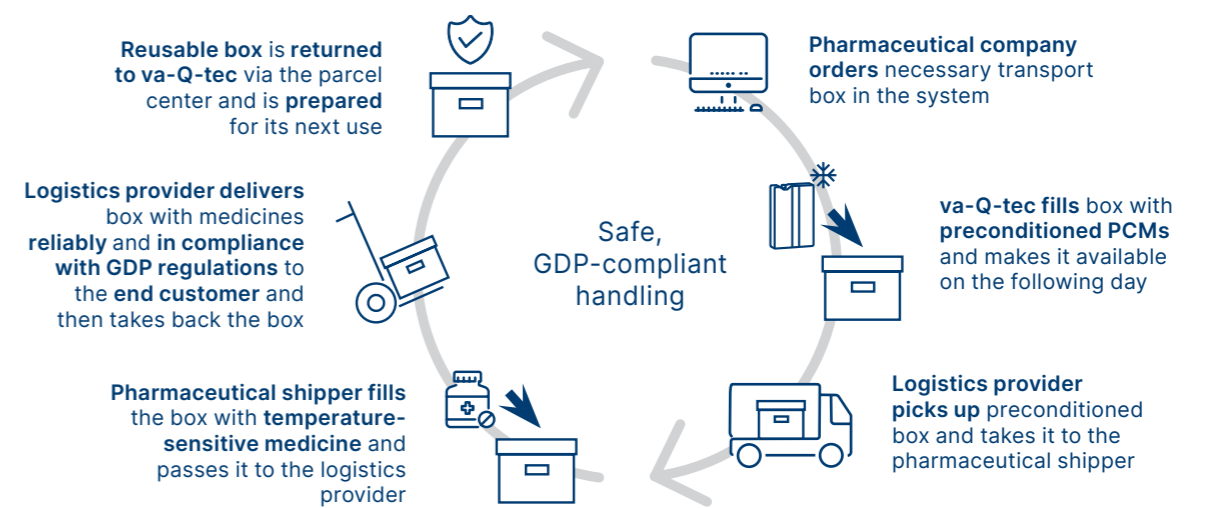 Pharmaceutical company
orders necessary transport
box in the system
va-Q-tec fills box with
preconditioned PCMs
and makes it available
on the following day
Logistics provider
picks up preconditioned
box and takes it to the
pharmaceutical shipper
Pharmaceutical shipper fills
the box with temperature-
sensitive medicine and
passes it to the logistics
provider
Logistics provider delivers
box with medicines
reliably and in compliance
with GDP regulations to
the end customer and
then takes back the box
Reusable box is returned
to va-Q-tec via the parcel
center and is prepared
for its next use
Safe,
GDP-compliant
handling